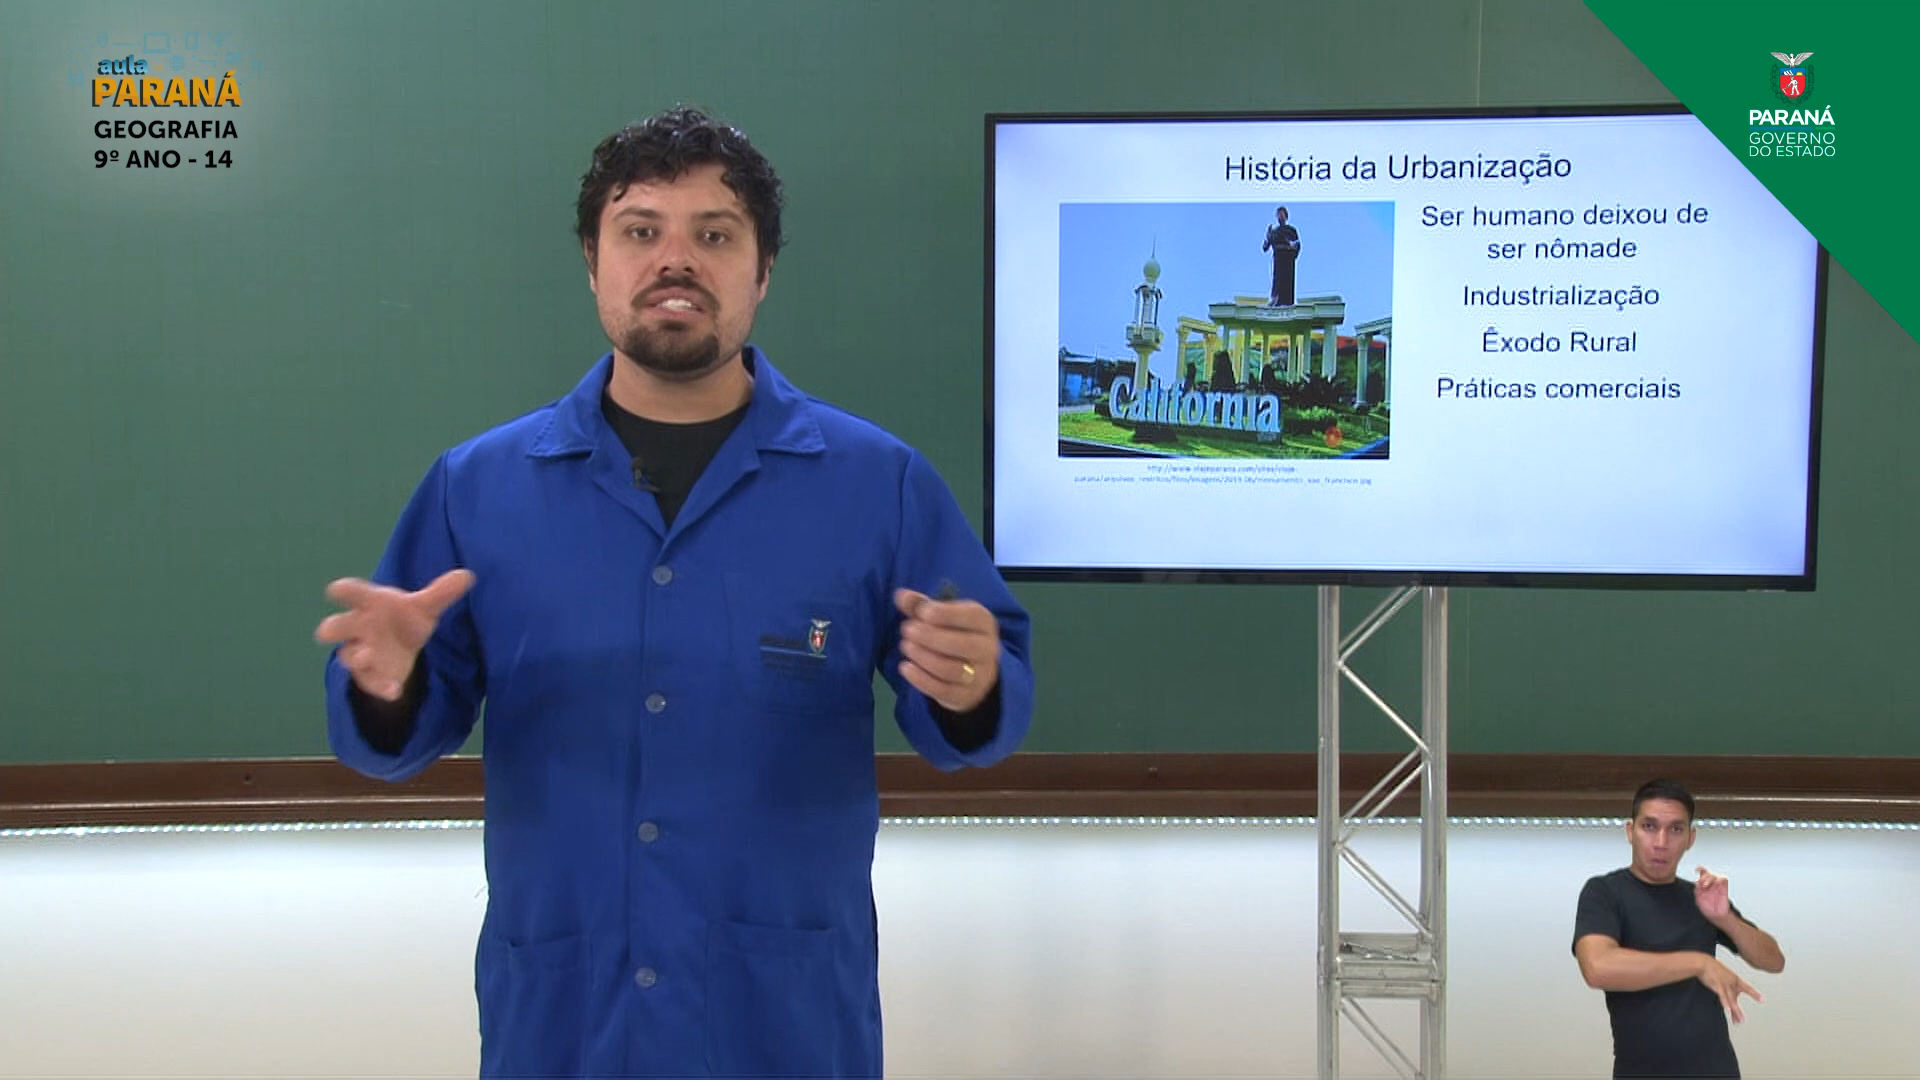 aula
PARANÁ
GEOGRAFIA
9º ANO - 14
PARANÁ
GOVERNO
DO ESTADO
História da Urbanização
Ser humano deixou de
ser nômade
Industrialização
Êxodo Rural
Práticas comerciais
California